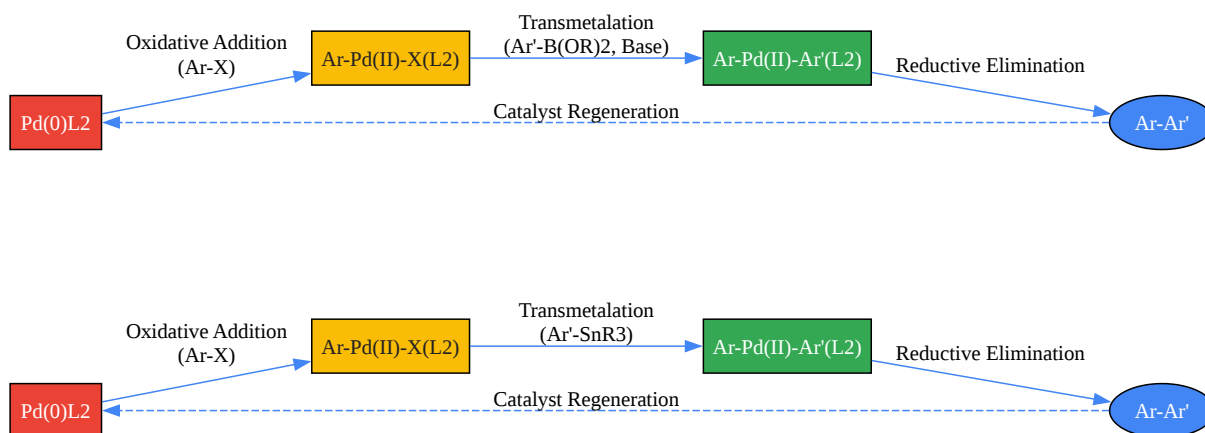 Oxidative Addition
(Ar-X)
Transmetalation
(Ar'-B(OR)2, Base)
Reductive Elimination
Pd(0)L2
Ar-Pd(II)-X(L2)
Ar-Pd(II)-Ar'(L2)
Ar-Ar'
Catalyst Regeneration
Oxidative Addition
(Ar-X)
Transmetalation
(Ar'-SnR3)
Reductive Elimination
Pd(0)L2
Ar-Pd(II)-X(L2)
Ar-Pd(II)-Ar'(L2)
Ar-Ar'
Catalyst Regeneration